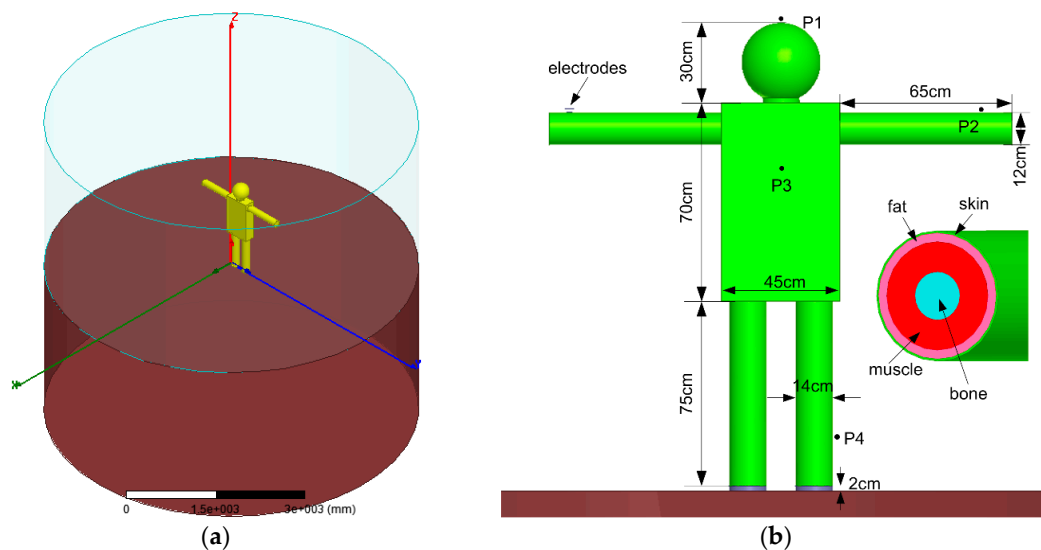 Z
X
Y
0
1.5e+003
3e+003 (mm)
(a)
P1
30cm
electrodes
65cm
P2
12cm
P3
70cm
fat
skin
45cm
muscle
bone
75cm
14cm
P4
2cm
(b)